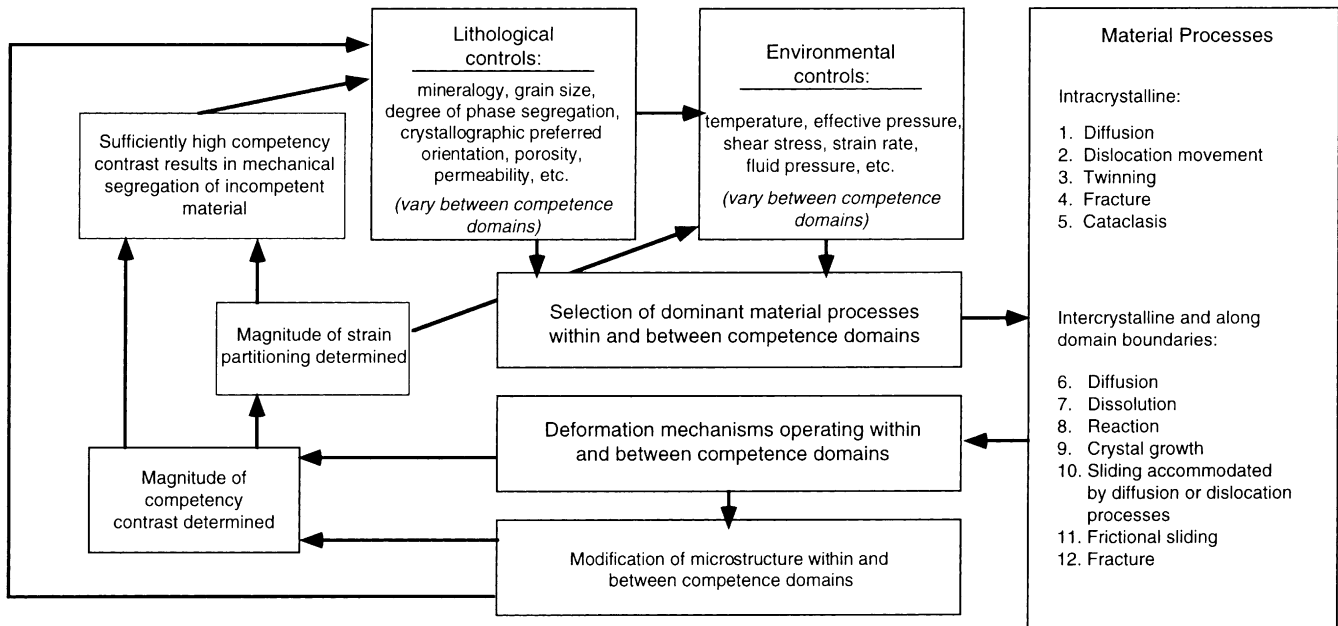 Lithological
controls:
mineralogy, grain size,
degree of phase segregation,
crystallographic preferred
orientation, porosity,
permeability, etc.
(vary between competence
domains)
Environmental
controls:
temperature, effective pressure,
shear stress, strain rate,
fluid pressure, etc.
(vary between competence
domains)
Sufficiently high competency
contrast results in mechanical
segregation of incompetent
material
Magnitude of strain
partitioning determined
Magnitude of
competency
contrast determined
Selection of dominant material processes
within and between competence domains
Deformation mechanisms operating within
and between competence domains
Modification of microstructure within and
between competence domains
Material Processes
Intracrystalline:
1. Diffusion
2. Dislocation movement
3. Twinning
4. Fracture
5. Cataclasis
Intercrystalline and along
domain boundaries:
6. Diffusion
7. Dissolution
8. Reaction
9. Crystal growth
10. Sliding accommodated
by diffusion or dislocation
processes
11. Frictional sliding
12. Fracture